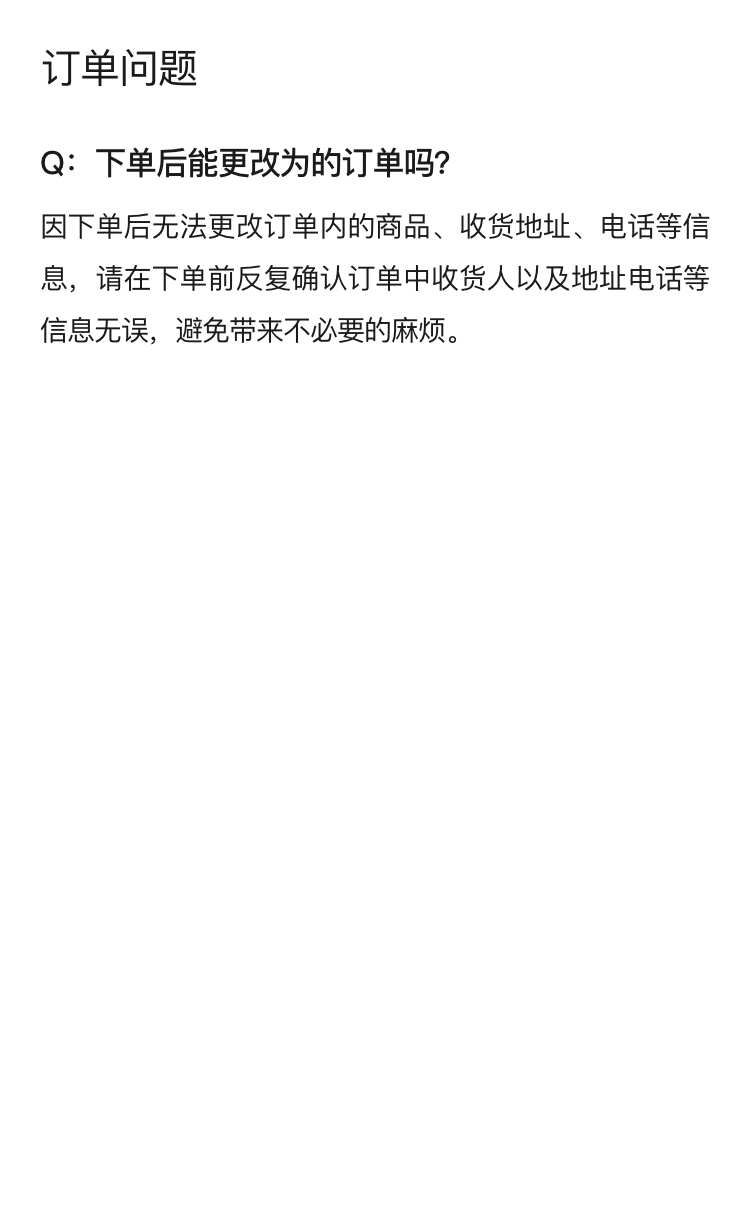 订单问题
Q：下单后能更改为的订单吗？
因下单后无法更改订单内的商品、收货地址、电话等信
息，请在下单前反复确认订单中收货人以及地址电话等
信息无误，避免带来不必要的麻烦。